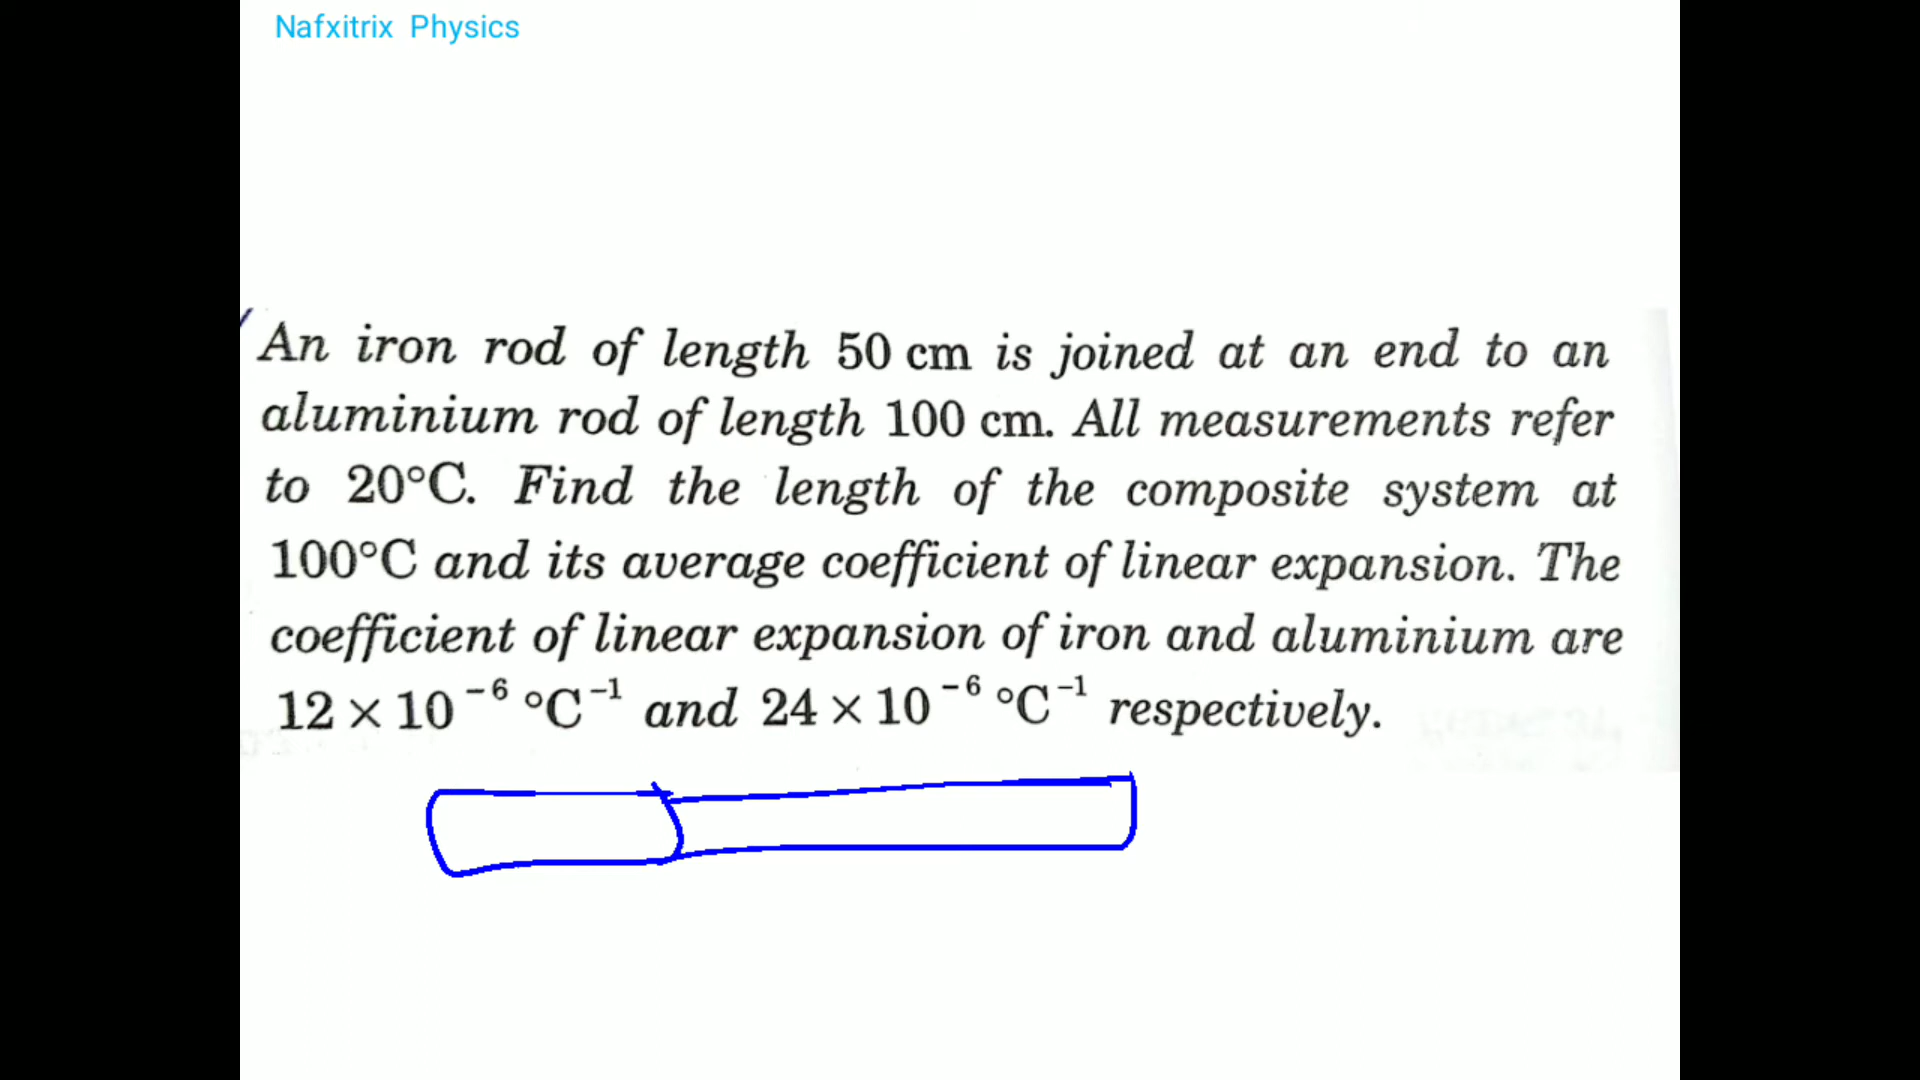 Nafxitrix Physics
An iron rod of length 50 cm is joined at an end to an
aluminium rod of length 100 cm. All measurements refer
to 20°C. Find the length of the composite system at
100°C and its average coefficient of linear expansion. The
coefficient of linear expansion of iron and aluminium are
12 × 10⁻⁶ °C⁻¹ and 24 × 10⁻⁶ °C⁻¹ respectively.